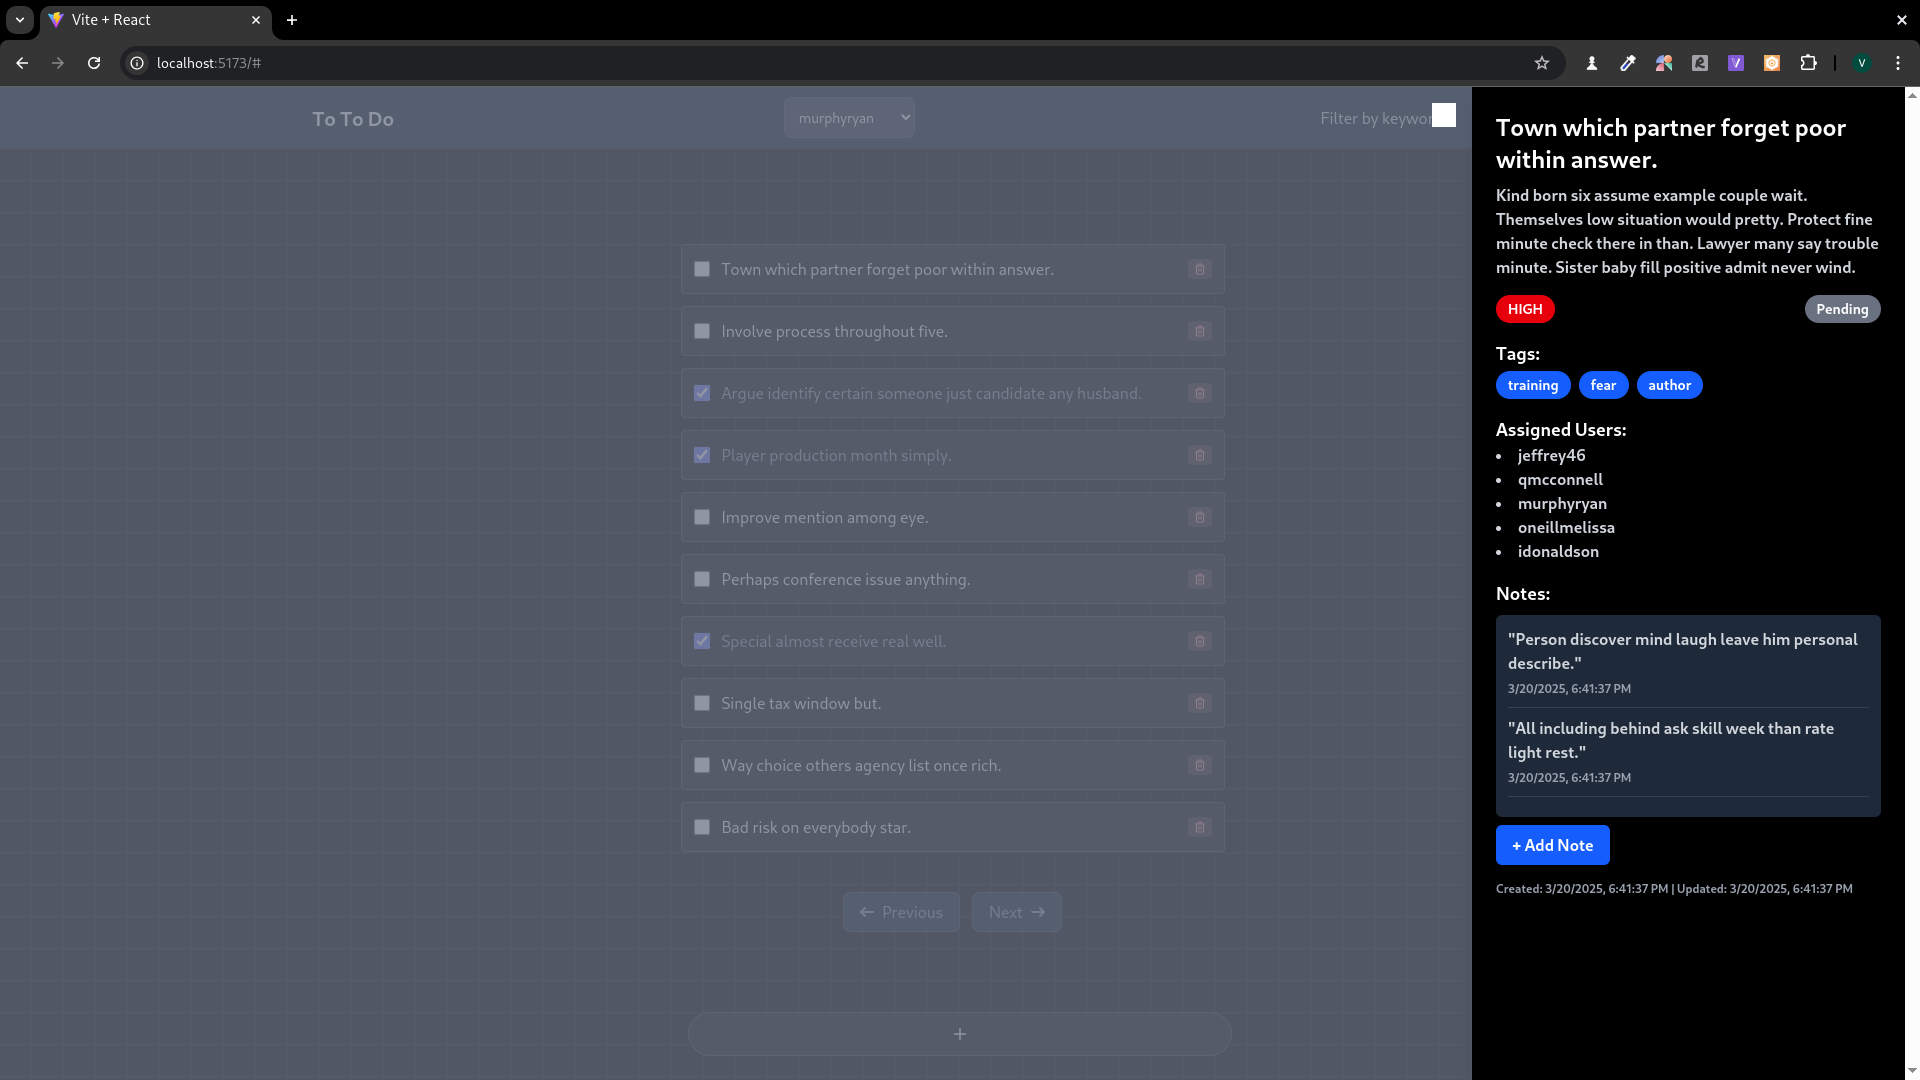 Vite + React
localhost:5173/#
V
To To Do
murphyryan
Filter by keywor
Town which partner forget poor within answer.
Involve process throughout five.
Argue identify certain someone just candidate any husband.
Player production month simply.
Improve mention among eye.
Perhaps conference issue anything.
Special almost receive real well.
Single tax window but.
Way choice others agency list once rich.
Bad risk on everybody star.
← Previous
Next →
+
Town which partner forget poor
within answer.
Kind born six assume example couple wait.
Themselves low situation would pretty. Protect fine
minute check there in than. Lawyer many say trouble
minute. Sister baby fill positive admit never wind.
HIGH
Pending
Tags:
training fear author
Assigned Users:
• jeffrey46
• qmcconnell
• murphyryan
• oneillmelissa
• idonaldson
Notes:
"Person discover mind laugh leave him personal
describe."
3/20/2025, 6:41:37 PM
"All including behind ask skill week than rate
light rest."
3/20/2025, 6:41:37 PM
+ Add Note
Created: 3/20/2025, 6:41:37 PM | Updated: 3/20/2025, 6:41:37 PM